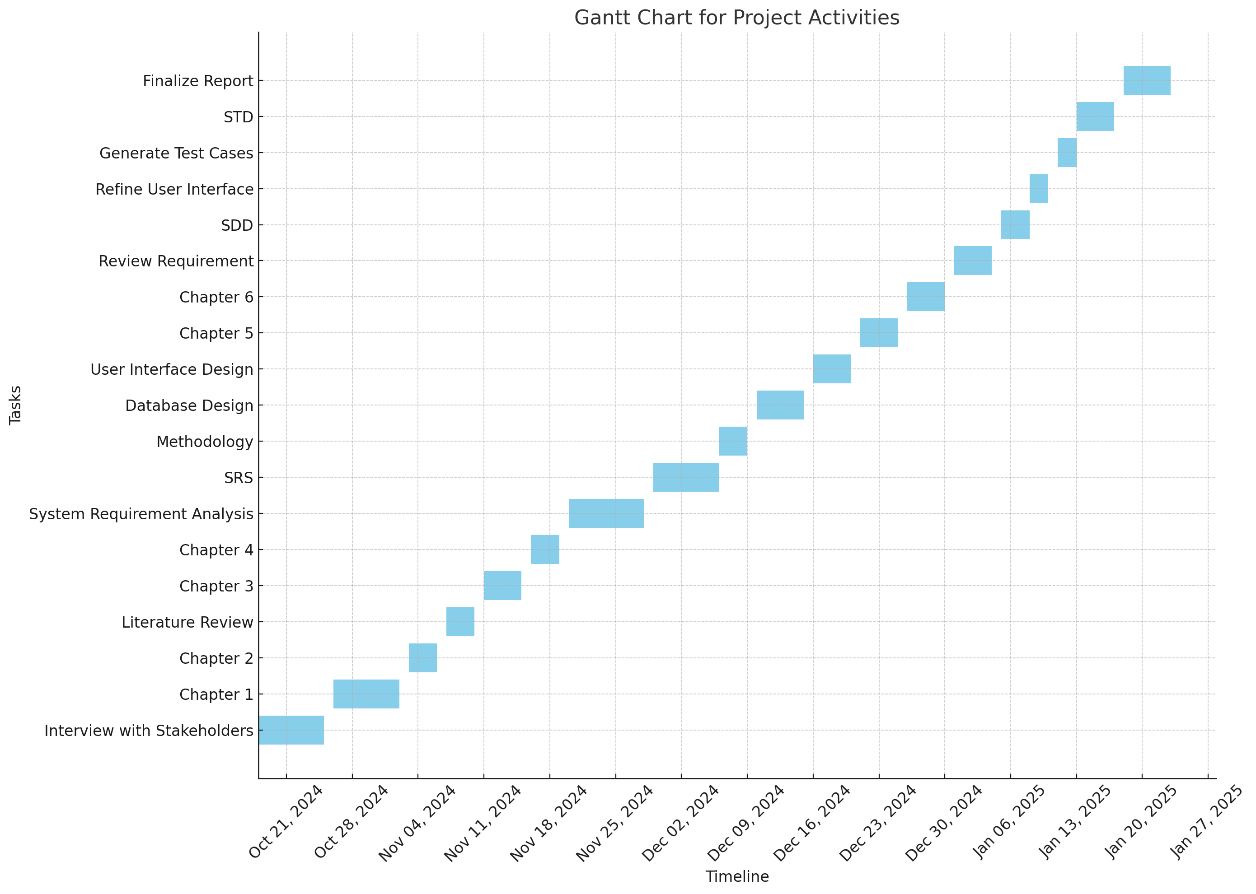 Gantt Chart for Project Activities
Finalize Report
STD
Generate Test Cases
Refine User Interface
SDD
Review Requirement
Chapter 6
Chapter 5
User Interface Design
Database Design
Methodology
SRS
System Requirement Analysis
Chapter 4
Chapter 3
Literature Review
Chapter 2
Chapter 1
Interview with Stakeholders
Tasks
Oct 21, 2024
Oct 28, 2024
Nov 04, 2024
Nov 11, 2024
Nov 18, 2024
Nov 25, 2024
Dec 02, 2024
Dec 09, 2024
Dec 16, 2024
Dec 23, 2024
Dec 30, 2024
Jan 06, 2025
Jan 13, 2025
Jan 20, 2025
Jan 27, 2025
Timeline